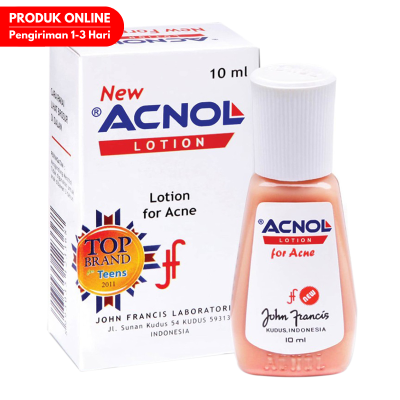 PRODUK ONLINE
Pengiriman 1-3 Hari
New
10 ml
® ACNOL
LOTION
Lotion
for Acne
TOP
BRAND
for Teens
2011
JOHN FRANCIS LABORATORI
Jl. Sunan Kudus 54 KUDUS 59313
INDONESIA
® ACNOL
LOTION
for Acne
new
John Francis
KUDUS, INDONESIA
10 ml